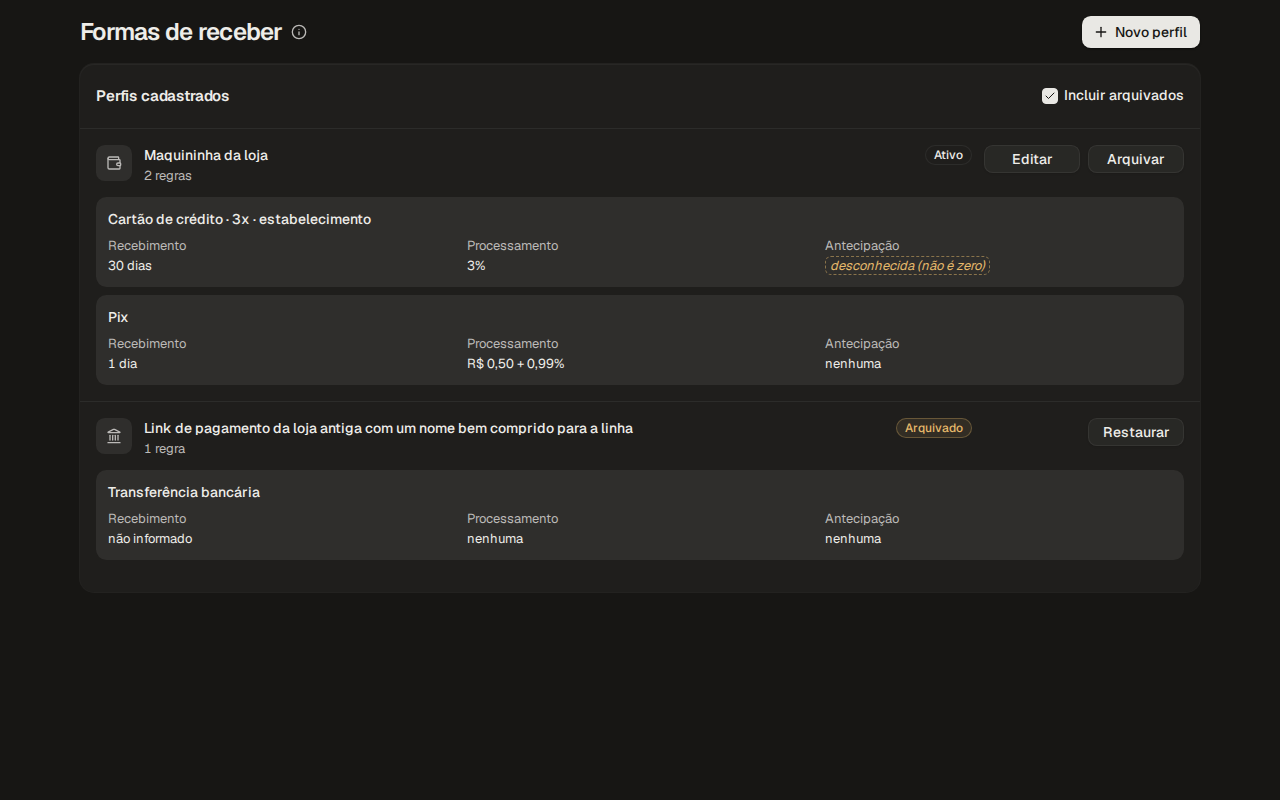 Formas de receber
Novo perfil
Perfis cadastrados
Incluir arquivados
Maquininha da loja
2 regras
Ativo
Editar
Arquivar
Cartão de crédito · 3x · estabelecimento
Recebimento
Processamento
Antecipação
30 dias
3%
desconhecida (não é zero)
Pix
Recebimento
Processamento
Antecipação
1 dia
R$ 0,50 + 0,99%
nenhuma
Link de pagamento da loja antiga com um nome bem comprido para a linha
1 regra
Arquivado
Restaurar
Transferência bancária
Recebimento
Processamento
Antecipação
não informado
nenhuma
nenhuma